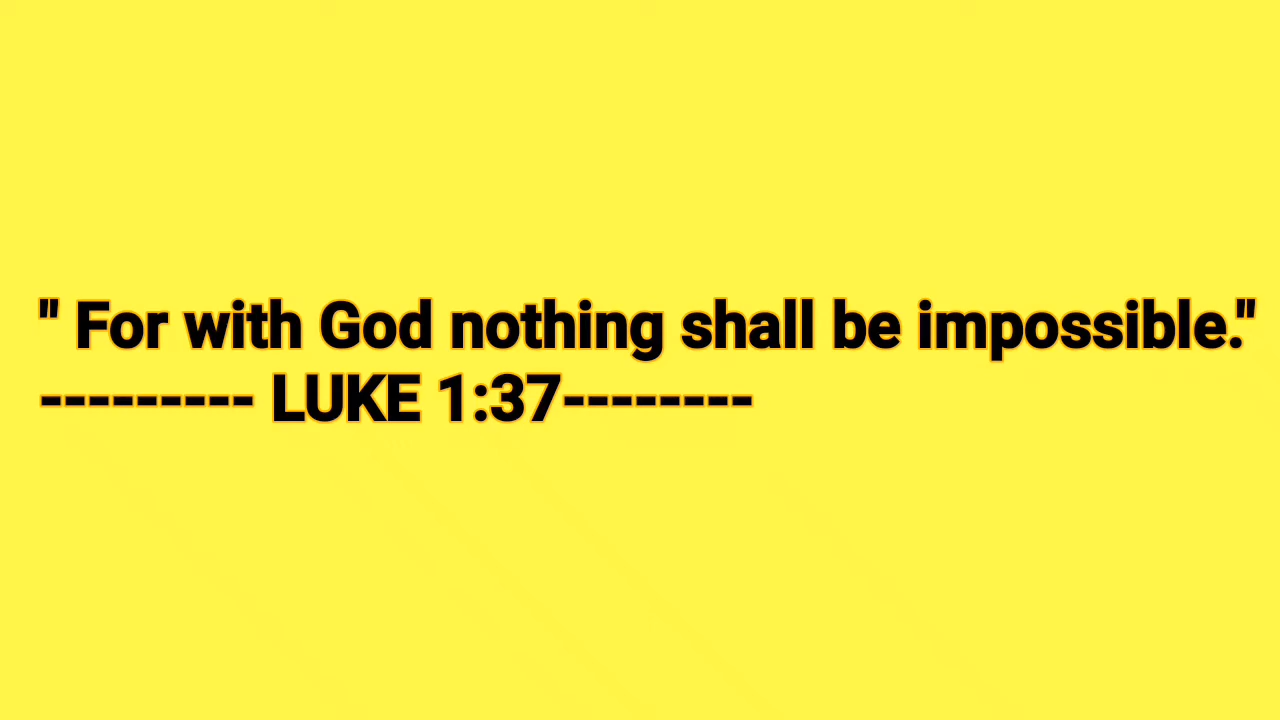 " For with God nothing shall be impossible."
--------- LUKE 1:37--------